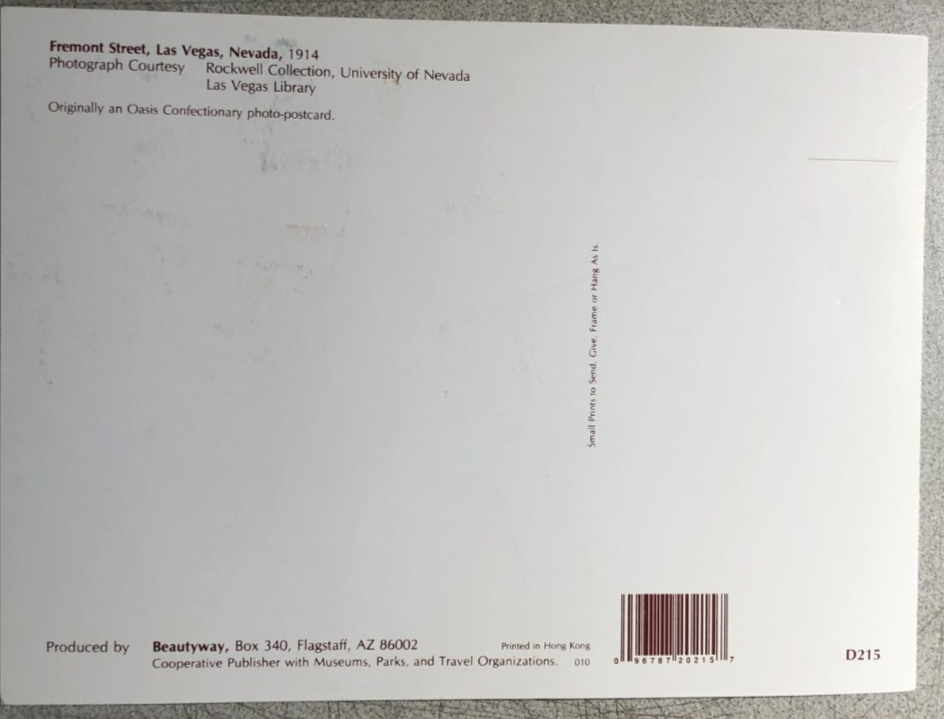 Fremont Street, Las Vegas, Nevada, 1914
Photograph Courtesy Rockwell Collection, University of Nevada
Las Vegas Library
Originally an Oasis Confectionary photo-postcard.
Small Prints to Send, Give, Frame or Hang As Is.
Produced by Beautyway, Box 340, Flagstaff, AZ 86002
Cooperative Publisher with Museums, Parks, and Travel Organizations.
Printed in Hong Kong
010
0 96787 20215 7
D215